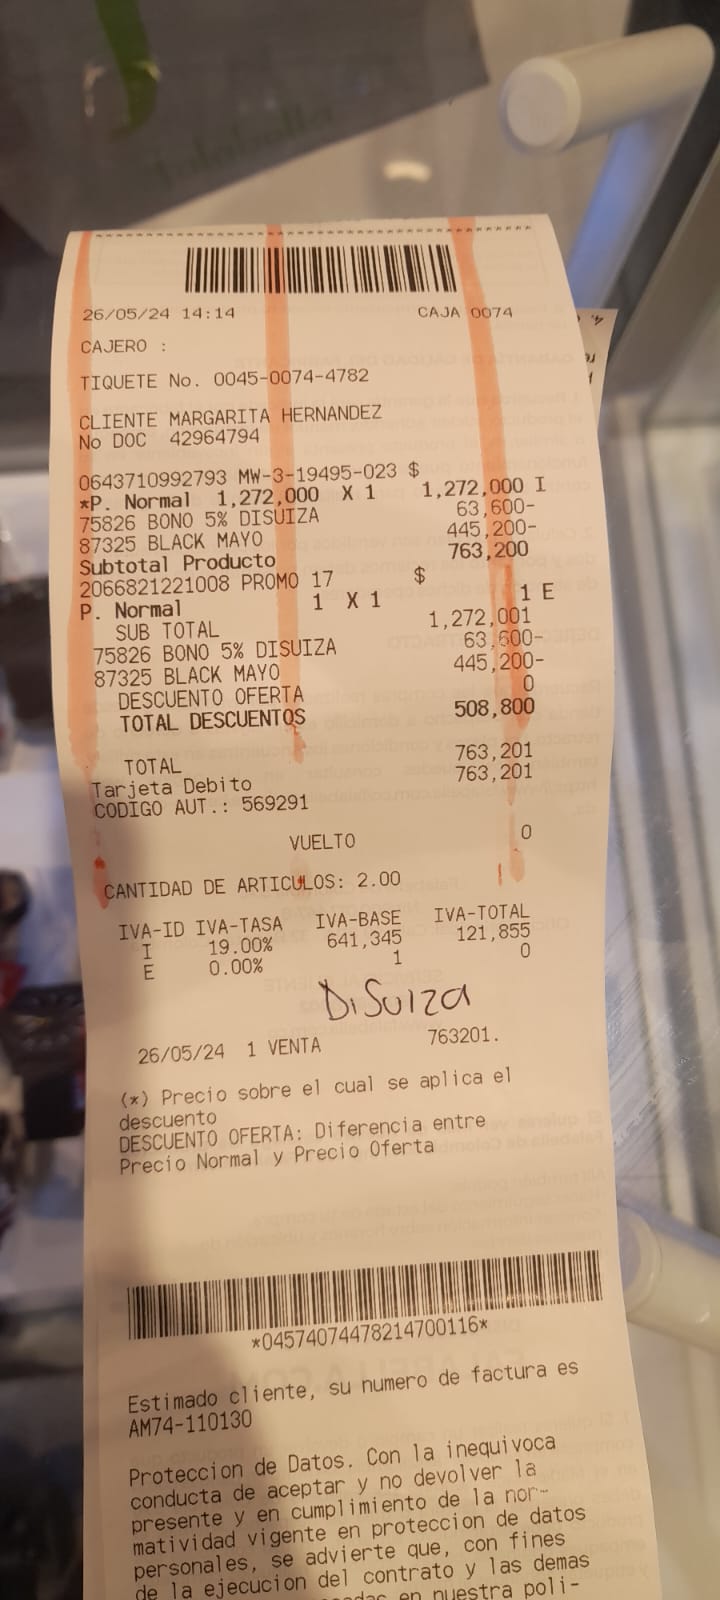 falabella
26/05/24 14:14 CAJA 0074
CAJERO :
TIQUETE No. 0045-0074-4782
CLIENTE MARGARITA HERNANDEZ
No DOC 42964794
0643710992793 MW-3-19495-023 $
*P. Normal 1,272,000 X 1 1,272,000 I
75826 BONO 5% DISUIZA 63,600-
87325 BLACK MAYO 445,200-
Subtotal Producto 763,200
2066821221008 PROMO 17 $
P. Normal 1 X 1 1 E
SUB TOTAL 1,272,001
75826 BONO 5% DISUIZA 63,600-
87325 BLACK MAYO 445,200-
DESCUENTO OFERTA 0
TOTAL DESCUENTOS 508,800
TOTAL 763,201
Tarjeta Debito 763,201
CODIGO AUT.: 569291
VUELTO 0
CANTIDAD DE ARTICULOS: 2.00
IVA-ID IVA-TASA IVA-BASE IVA-TOTAL
I 19.00% 641,345 121,855
E 0.00% 1 0
DiSuiza
26/05/24 1 VENTA 763201.
(*) Precio sobre el cual se aplica el
descuento
DESCUENTO OFERTA: Diferencia entre
Precio Normal y Precio Oferta
*04574074478214700116*
Estimado cliente, su numero de factura es
AM74-110130
Proteccion de Datos. Con la inequivoca
conducta de aceptar y no devolver la
presente y en cumplimiento de la nor-
matividad vigente en proteccion de datos
personales, se advierte que, con fines
de la ejecucion del contrato y las demas
en nuestra poli-